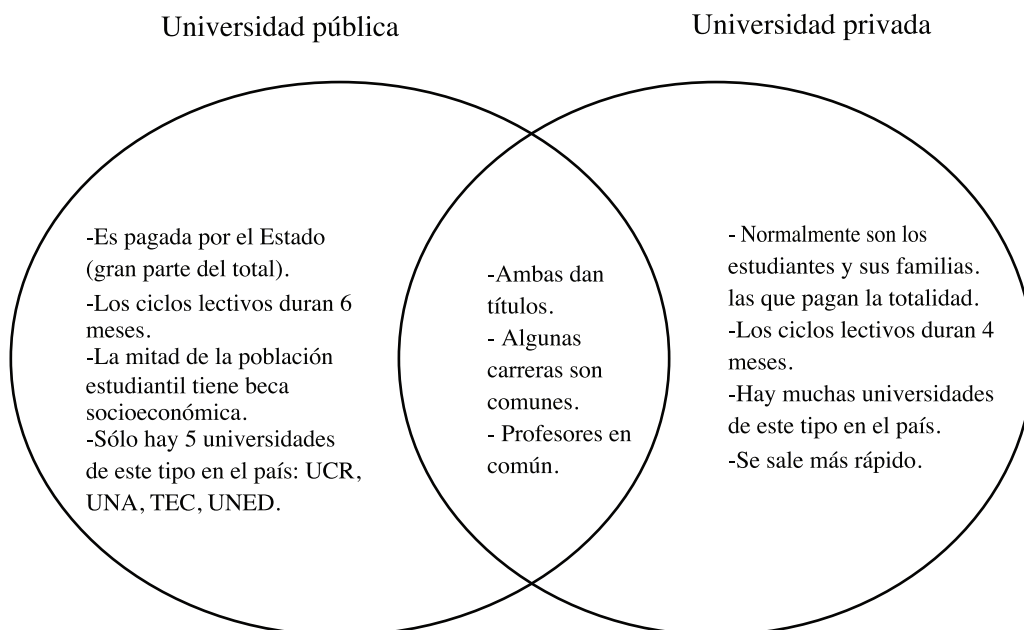 Universidad pública
Universidad privada
-Es pagada por el Estado
(gran parte del total).
-Los ciclos lectivos duran 6
meses.
-La mitad de la población
estudiantil tiene beca
socioeconómica.
-Sólo hay 5 universidades
de este tipo en el país: UCR,
UNA, TEC, UNED.
-Ambas dan
títulos.
- Algunas
carreras son
comunes.
- Profesores en
común.
- Normalmente son los
estudiantes y sus familias.
las que pagan la totalidad.
-Los ciclos lectivos duran 4
meses.
-Hay muchas universidades
de este tipo en el país.
-Se sale más rápido.